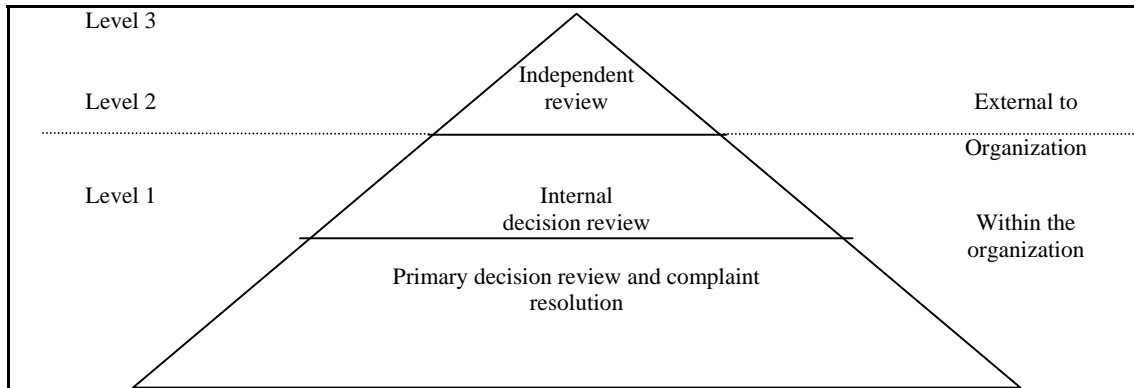 Level 3
Independent
review
Level 2
External to
Organization
Level 1
Internal
decision review
Within the
organization
Primary decision review and complaint
resolution